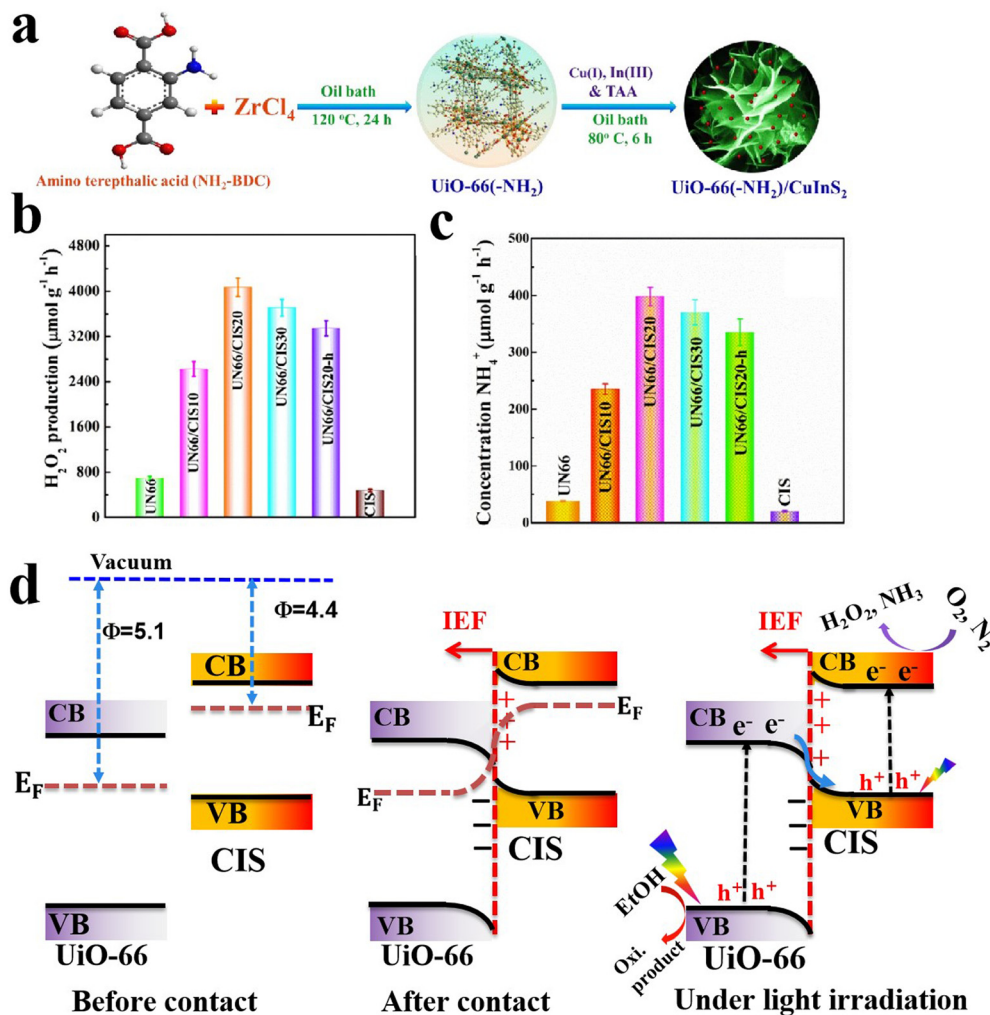 a
Amino terepthalic acid (NH₂-BDC)
+ ZrCl₄
Oil bath
120 °C, 24 h
UiO-66(-NH₂)
Cu(I), In(III)
& TAA
Oil bath
80° C, 6 h
UiO-66(-NH₂)/CuInS₂
b
H₂O₂ production (μmol g⁻¹ h⁻¹)
4800
4000
3200
2400
1600
800
0
UN66
UN66/CIS10
UN66/CIS20
UN66/CIS30
UN66/CIS20-h
CIS
c
Concentration NH₄⁺ (μmol g⁻¹ h⁻¹)
500
400
300
200
100
0
UN66
UN66/CIS10
UN66/CIS20
UN66/CIS30
UN66/CIS20-h
CIS
d
Vacuum
Φ=5.1
Φ=4.4
CB
CB
E_F
E_F
VB
CIS
VB
UiO-66
Before contact
IEF
CB
CB
+
+
+
E_F
E_F
VB
CIS
VB
UiO-66
After contact
IEF
H₂O₂, NH₃
O₂, N₂
CB
e⁻ e⁻
CB
e⁻ e⁻
+
+
+
h⁺ h⁺
VB
CIS
EtOH
h⁺ h⁺
VB
Oxi.
product
UiO-66
Under light irradiation